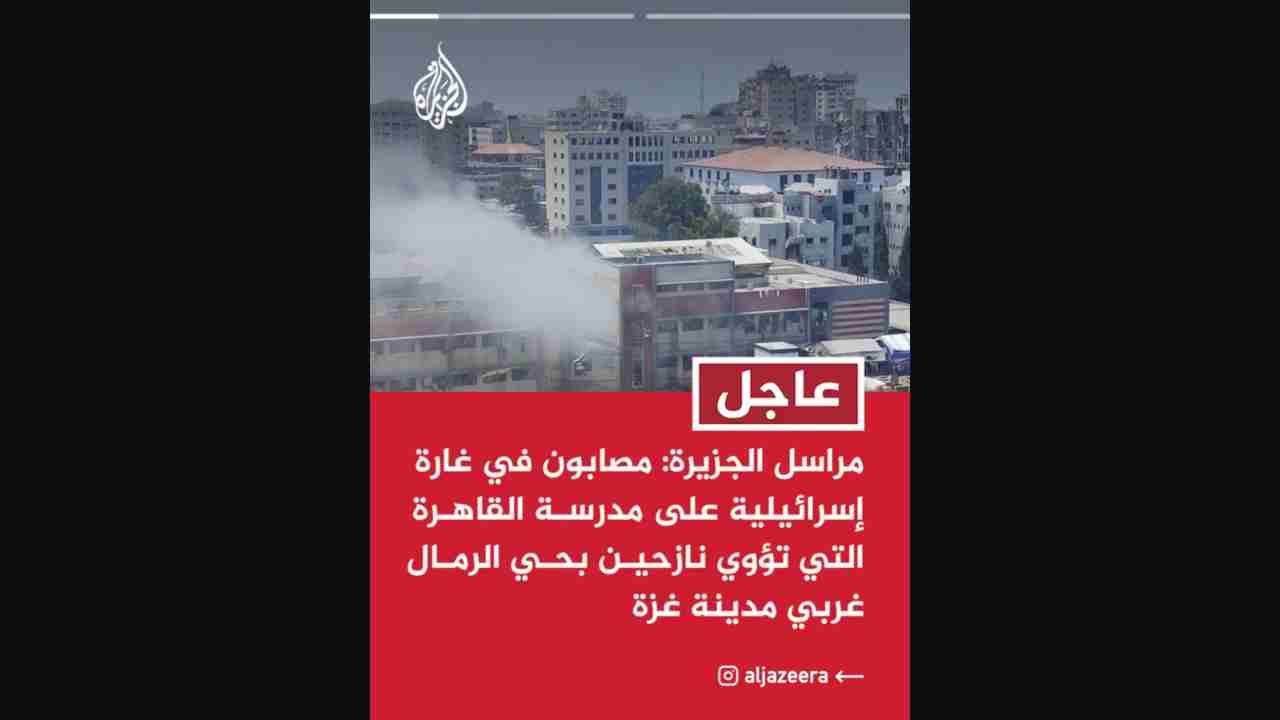 الجزيرة
عاجل
مراسل الجزيرة: مصابون في غارة
إسرائيلية على مدرسة القاهرة
التي تؤوي نازحين بحي الرمال
غربي مدينة غزة
aljazeera